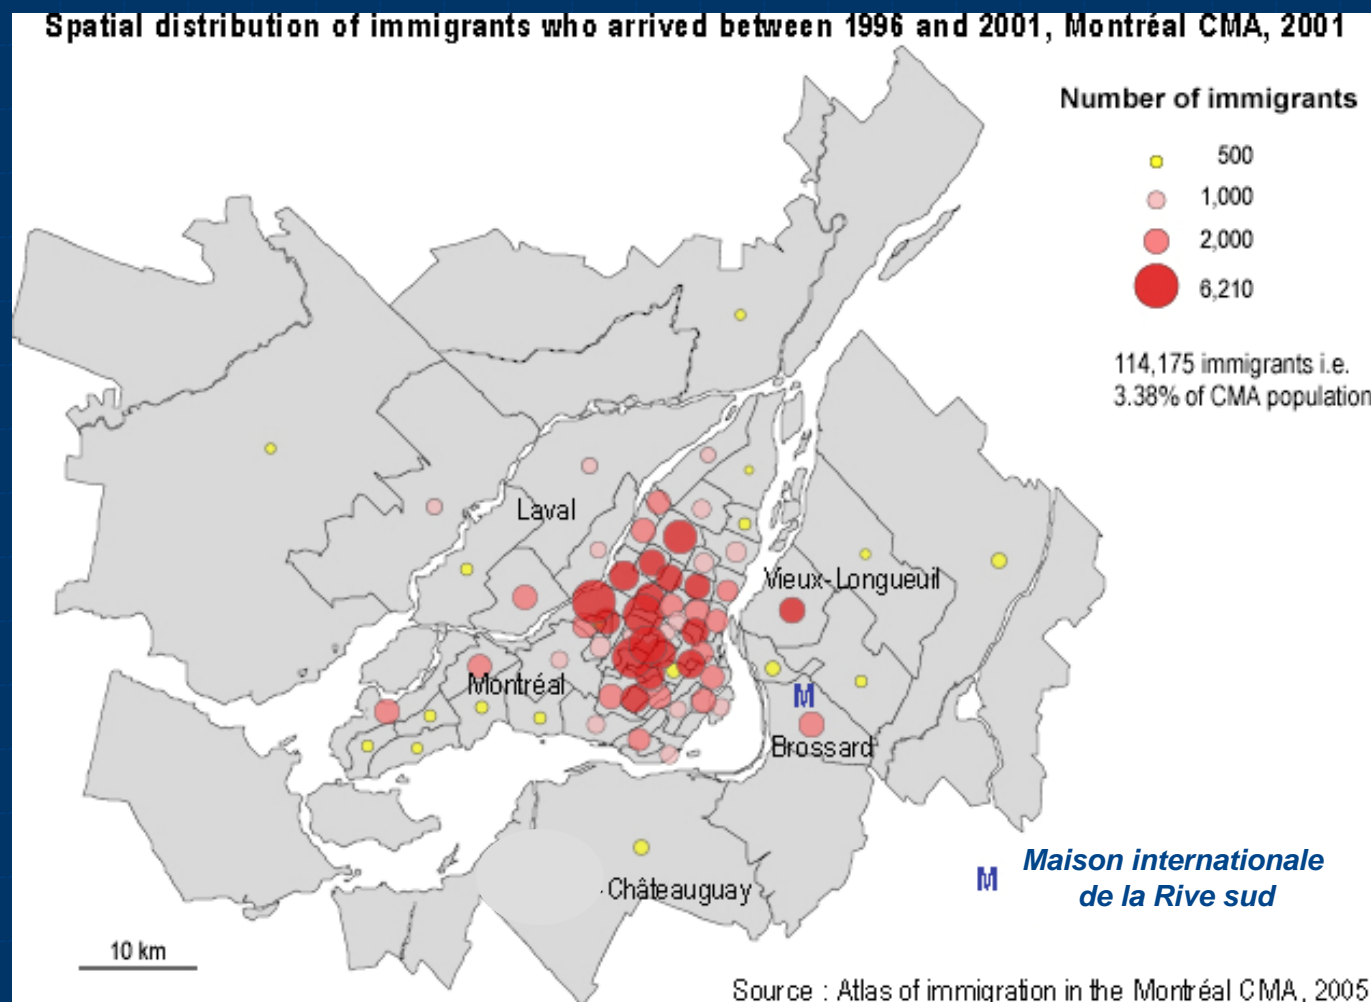 Spatial distribution of immigrants who arrived between 1996 and 2001, Montréal CMA, 2001
Number of immigrants
500
1,000
2,000
6,210
114,175 immigrants i.e.
3.38% of CMA population
Laval
Vieux-Longueuil
Montréal
M
Brossard
Châteauguay
M
Maison internationale
de la Rive sud
10 km
Source : Atlas of immigration in the Montréal CMA, 2005